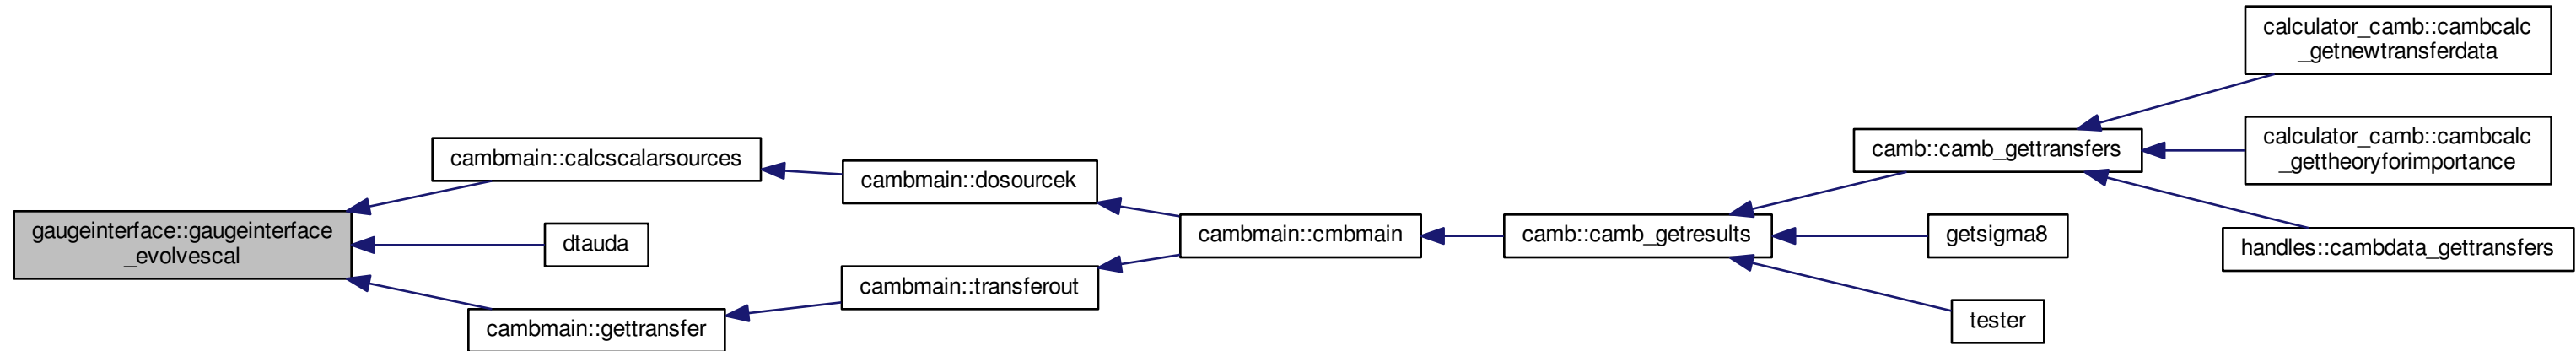 gaugeinterface::gaugeinterface
_evolvescal
cambmain::calcscalarsources
dtauda
cambmain::gettransfer
cambmain::dosourcek
cambmain::transferout
cambmain::cmbmain
camb::camb_getresults
camb::camb_gettransfers
getsigma8
tester
calculator_camb::cambcalc
_getnewtransferdata
calculator_camb::cambcalc
_gettheoryforimportance
handles::cambdata_gettransfers